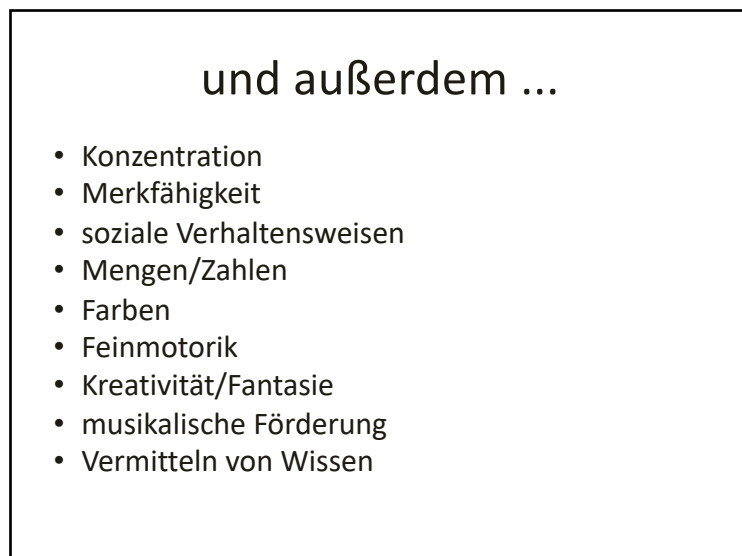 und außerdem ...
• Konzentration
• Merkfähigkeit
• soziale Verhaltensweisen
• Mengen/Zahlen
• Farben
• Feinmotorik
• Kreativität/Fantasie
• musikalische Förderung
• Vermitteln von Wissen